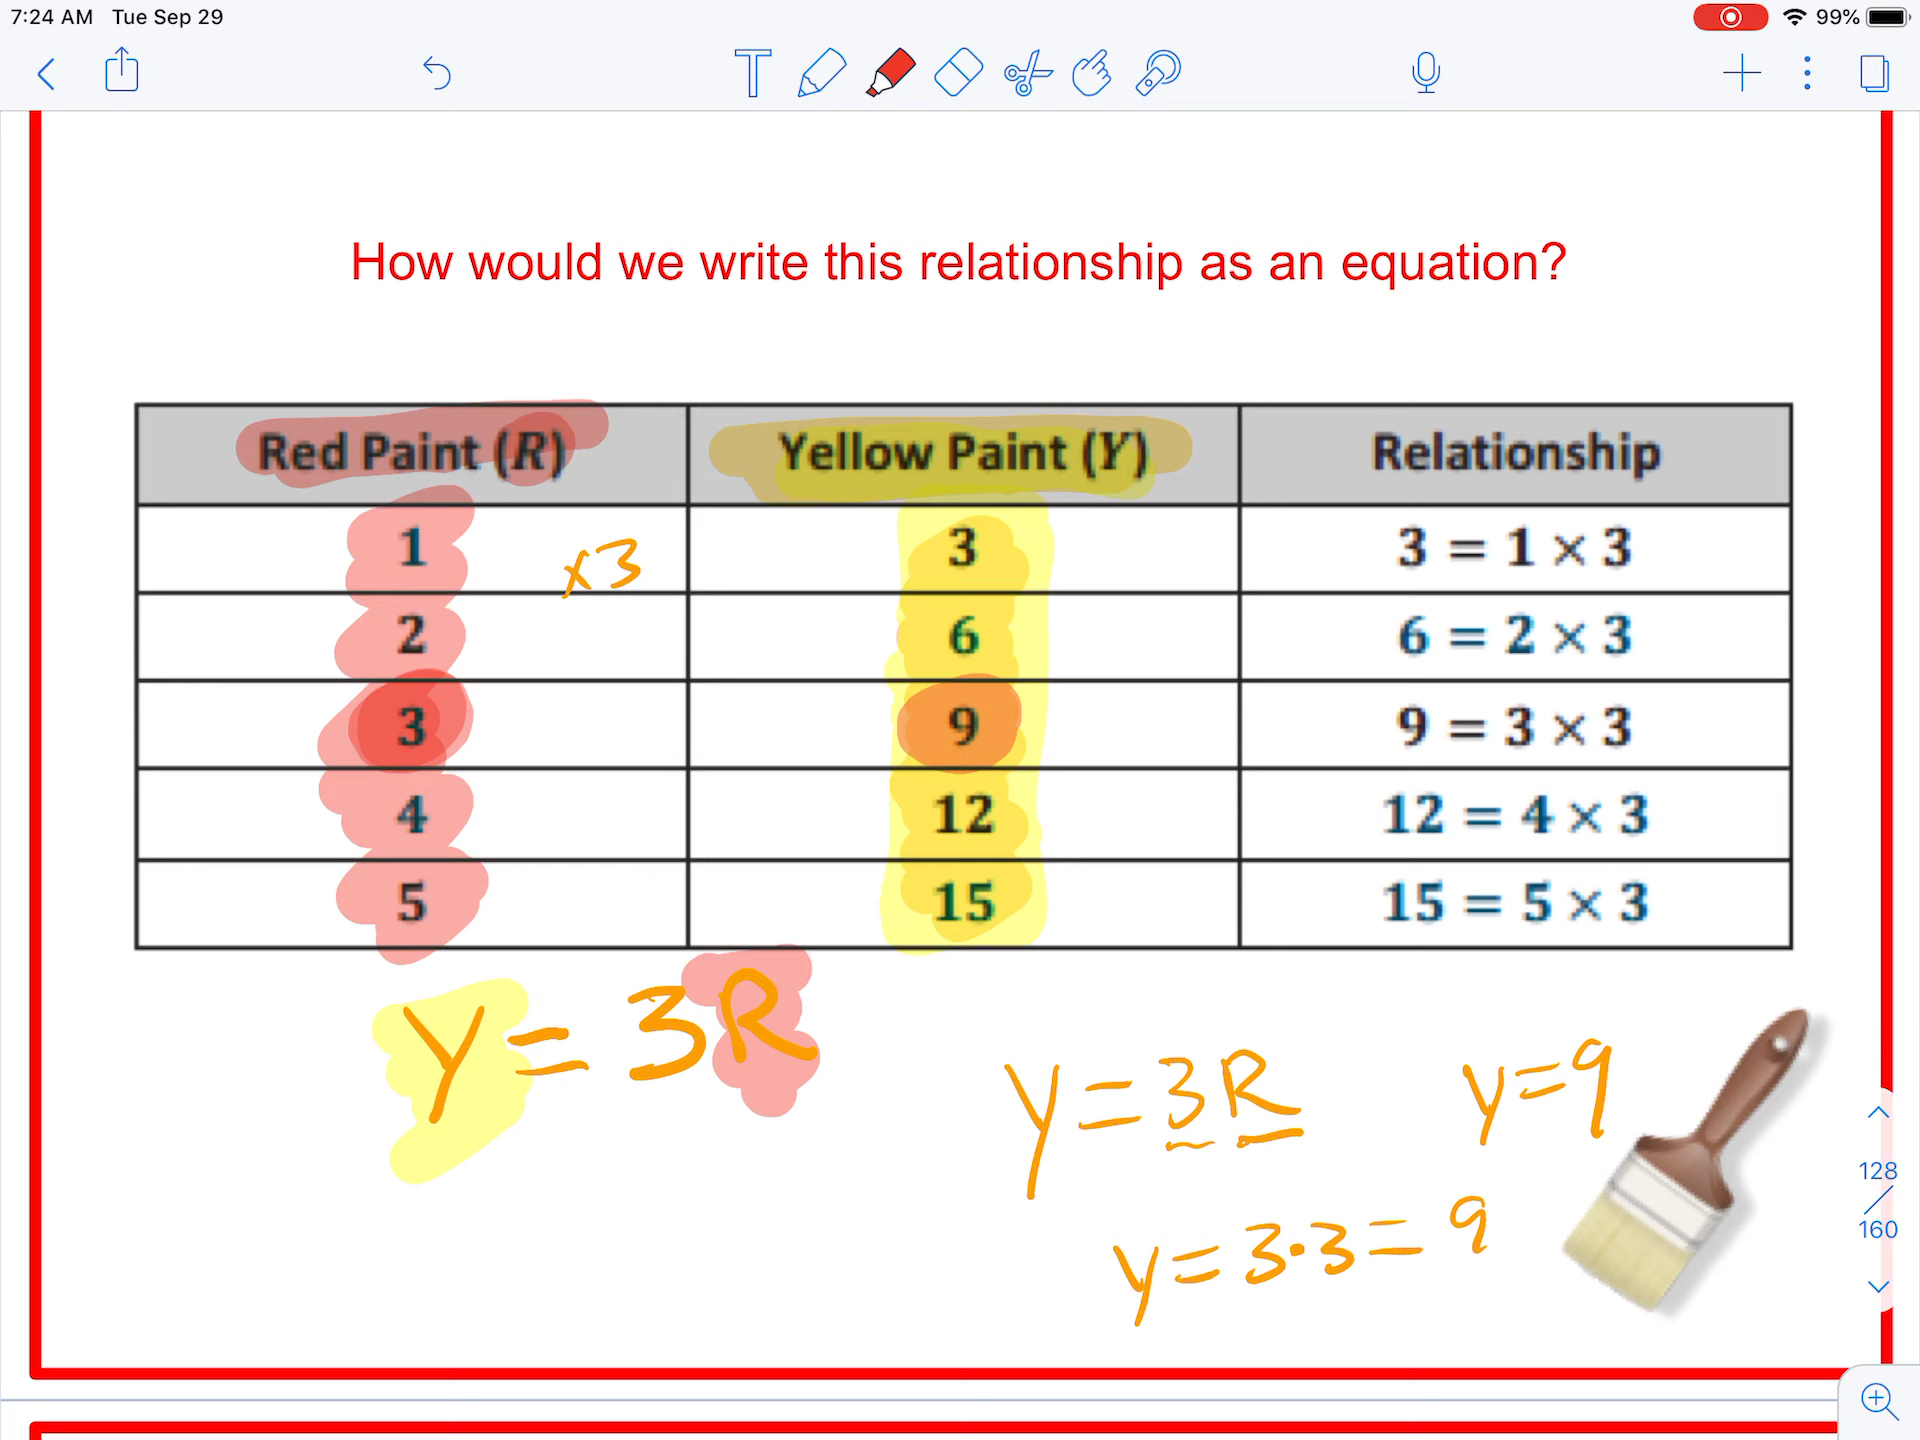 7:24 AM Tue Sep 29 99%
T
How would we write this relationship as an equation?
Red Paint (R) Yellow Paint (Y) Relationship
1 ×3 3 3 = 1 × 3
2 6 6 = 2 × 3
3 9 9 = 3 × 3
4 12 12 = 4 × 3
5 15 15 = 5 × 3
Y = 3R
y = 3R y = 9
y = 3·3 = 9
128
/
160